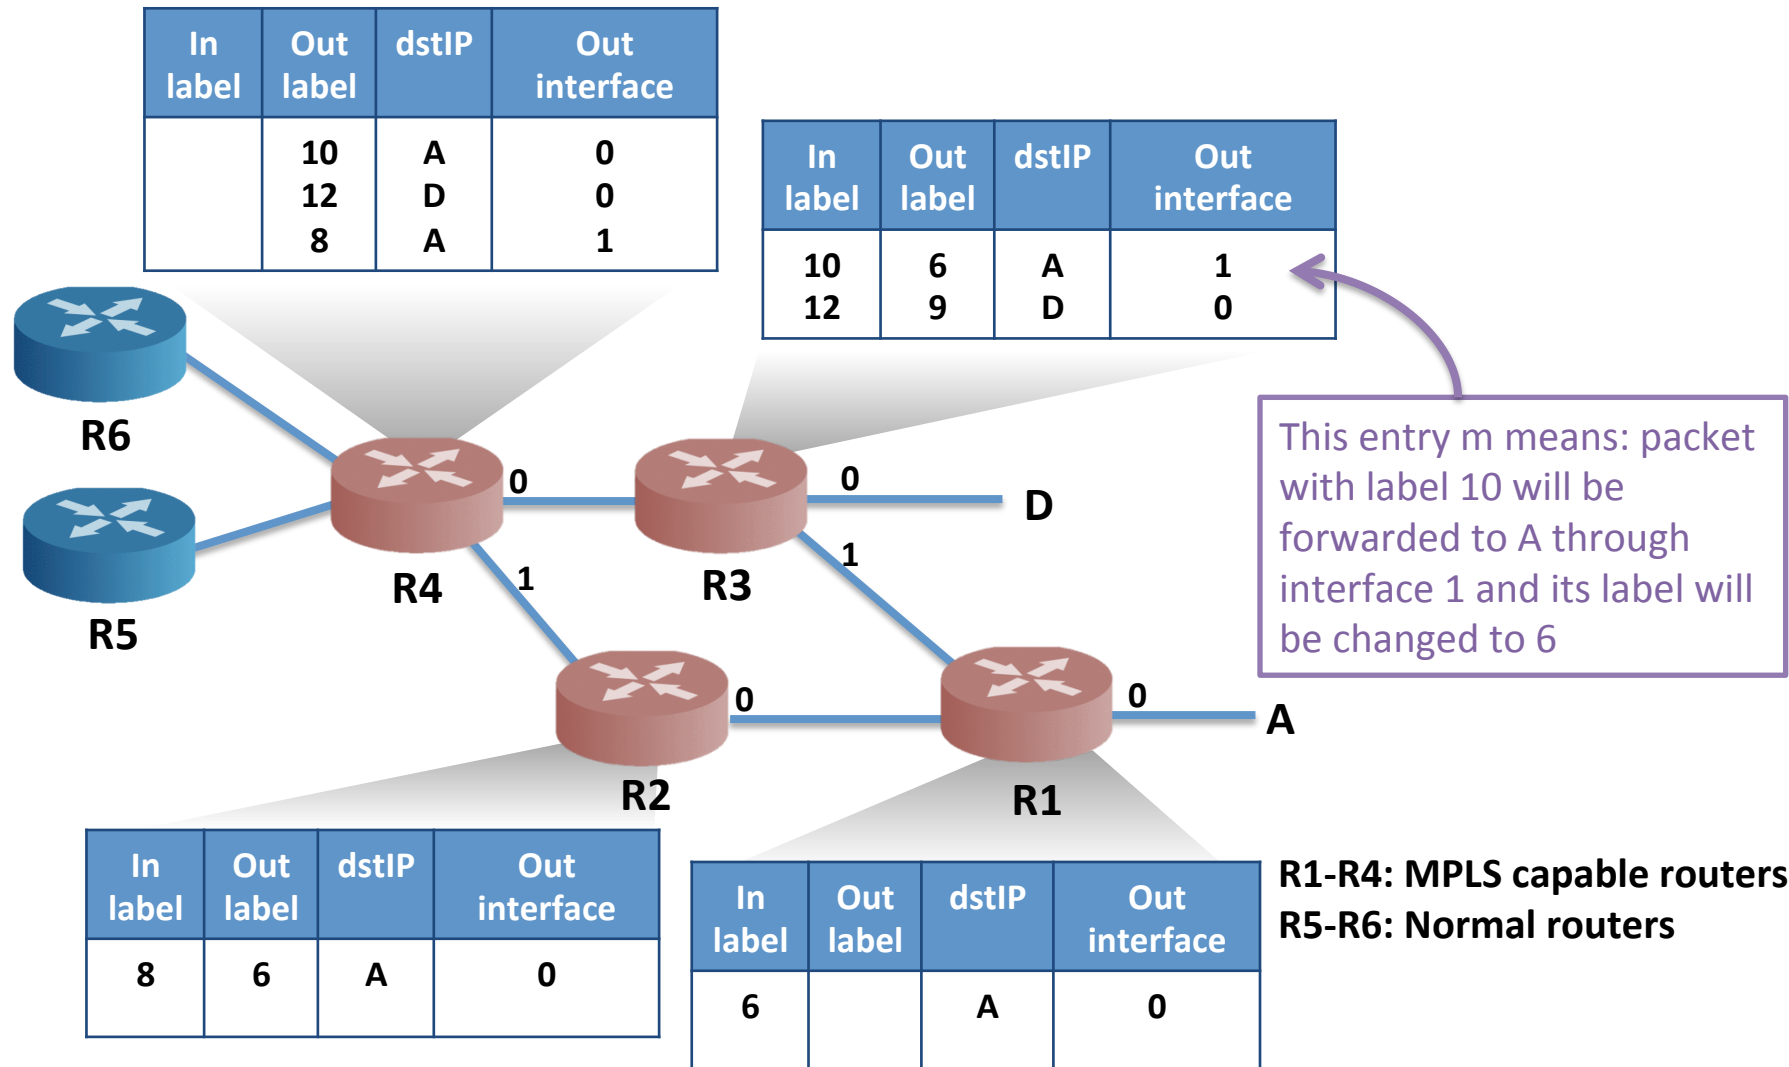 In label Out label dstIP Out interface
10 A 0
12 D 0
8 A 1
In label Out label dstIP Out interface
10 6 A 1
12 9 D 0
This entry m means: packet
with label 10 will be
forwarded to A through
interface 1 and its label will
be changed to 6
R6
R5
R4
0
1
R3
0
1
D
R2
0
R1
0
A
In label Out label dstIP Out interface
8 6 A 0
In label Out label dstIP Out interface
6 A 0
R1-R4: MPLS capable routers
R5-R6: Normal routers